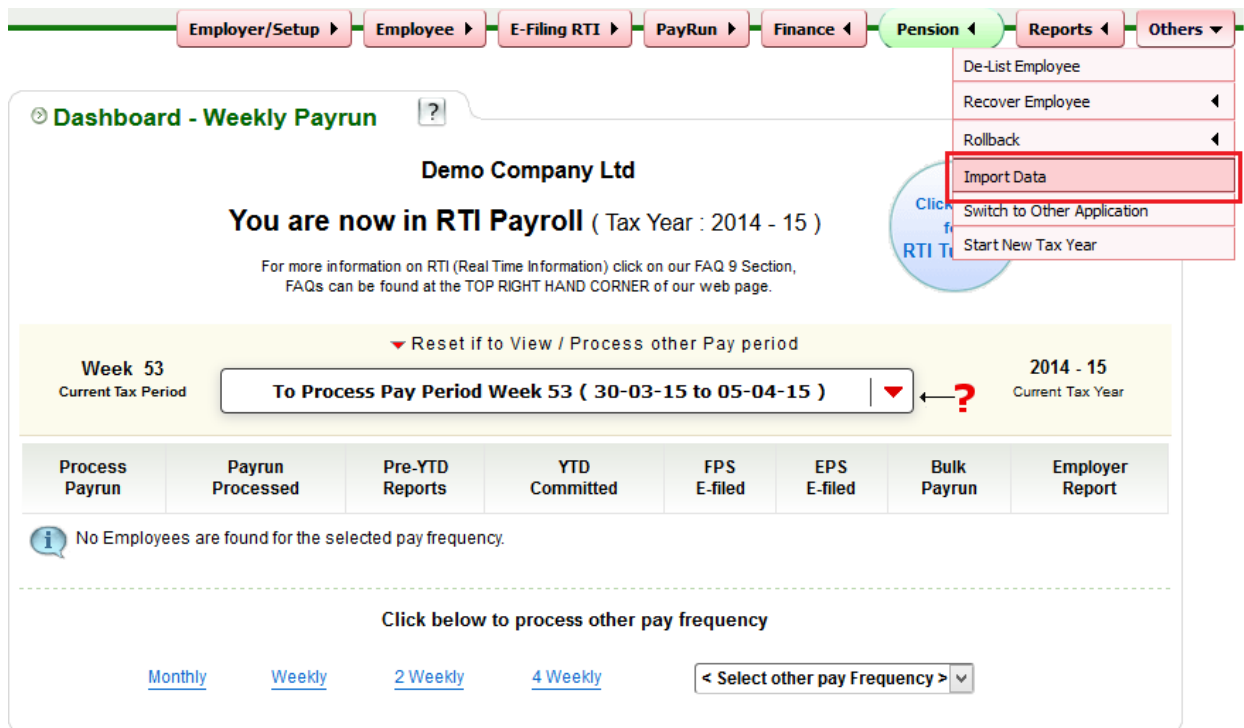 Employer/Setup Employee E-Filing RTI PayRun Finance Pension Reports Others
De-List Employee
Recover Employee
Rollback
Import Data
Switch to Other Application
Start New Tax Year
Dashboard - Weekly Payrun ?
Demo Company Ltd
You are now in RTI Payroll ( Tax Year : 2014 - 15 )
Click
RTI
For more information on RTI (Real Time Information) click on our FAQ 9 Section,
FAQs can be found at the TOP RIGHT HAND CORNER of our web page.
Reset if to View / Process other Pay period
Week 53
Current Tax Period
To Process Pay Period Week 53 ( 30-03-15 to 05-04-15 )
?
2014 - 15
Current Tax Year
Process Payrun Pre-YTD YTD FPS EPS Bulk Employer
Payrun Processed Reports Committed E-filed E-filed Payrun Report
No Employees are found for the selected pay frequency.
Click below to process other pay frequency
Monthly Weekly 2 Weekly 4 Weekly < Select other pay Frequency >